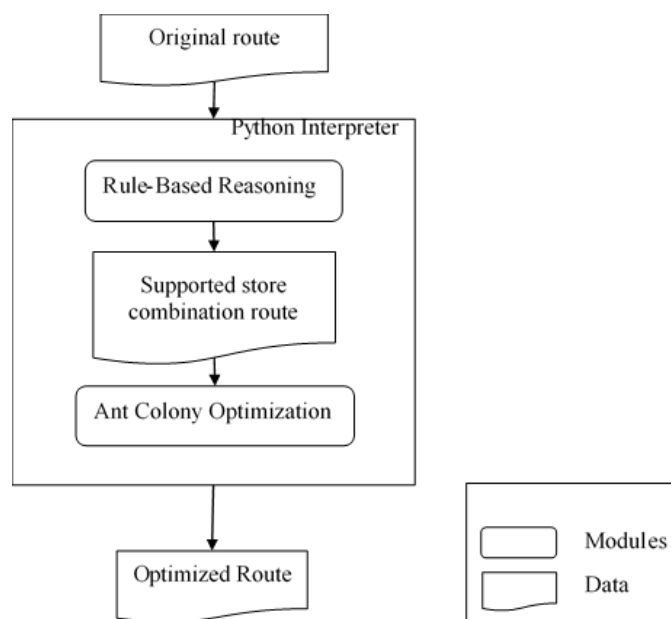 Original route
Python Interpreter
Rule-Based Reasoning
Supported store
combination route
Ant Colony Optimization
Optimized Route
Modules
Data